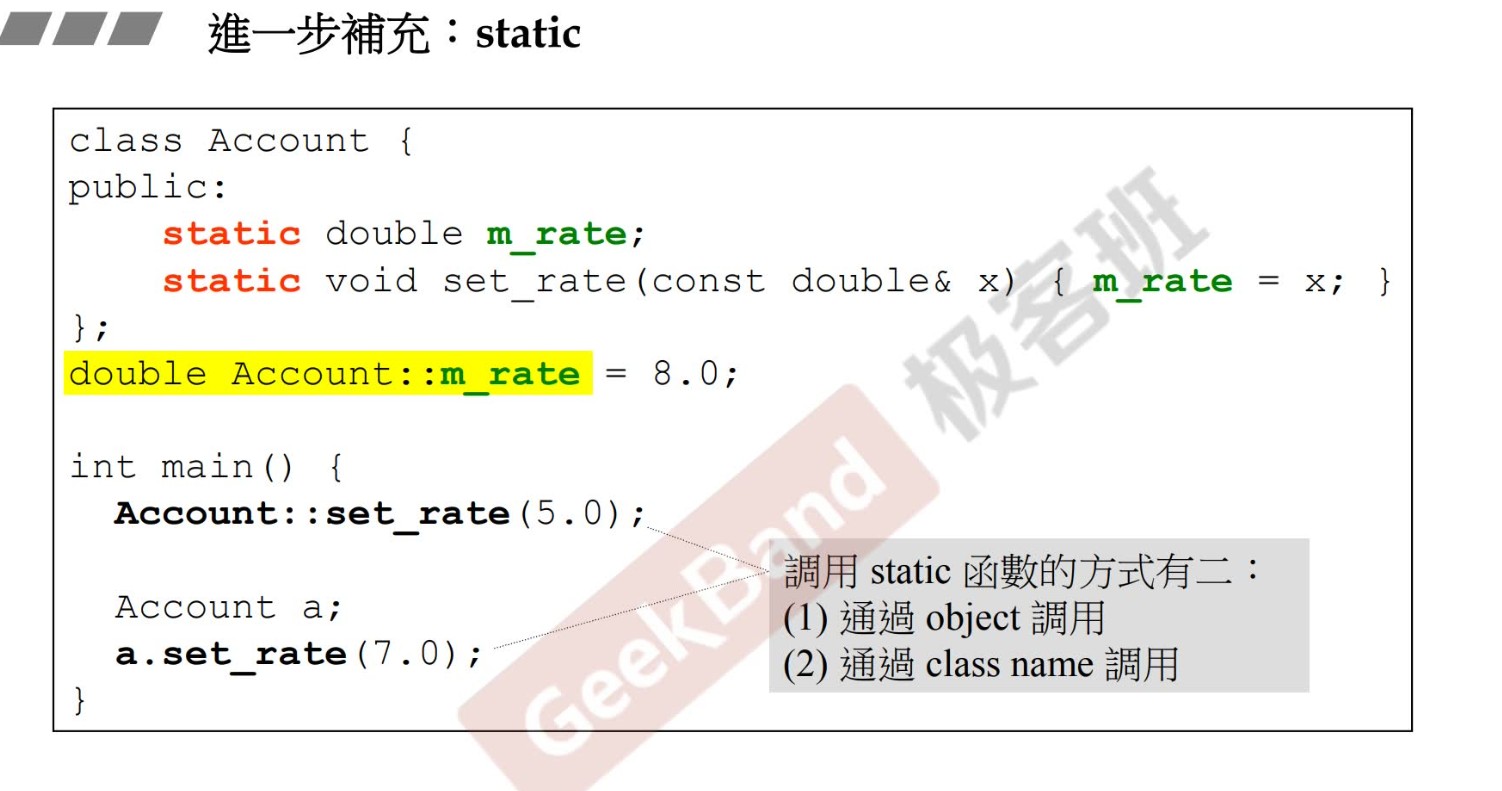 進一步補充：static
class Account {
public:
    static double m_rate;
    static void set_rate(const double& x) { m_rate = x; }
};
double Account::m_rate = 8.0;
int main() {
  Account::set_rate(5.0);
  Account a;
  a.set_rate(7.0);
}
調用 static 函數的方式有二：
(1) 通過 object 調用
(2) 通過 class name 調用
GeekBand 极客班